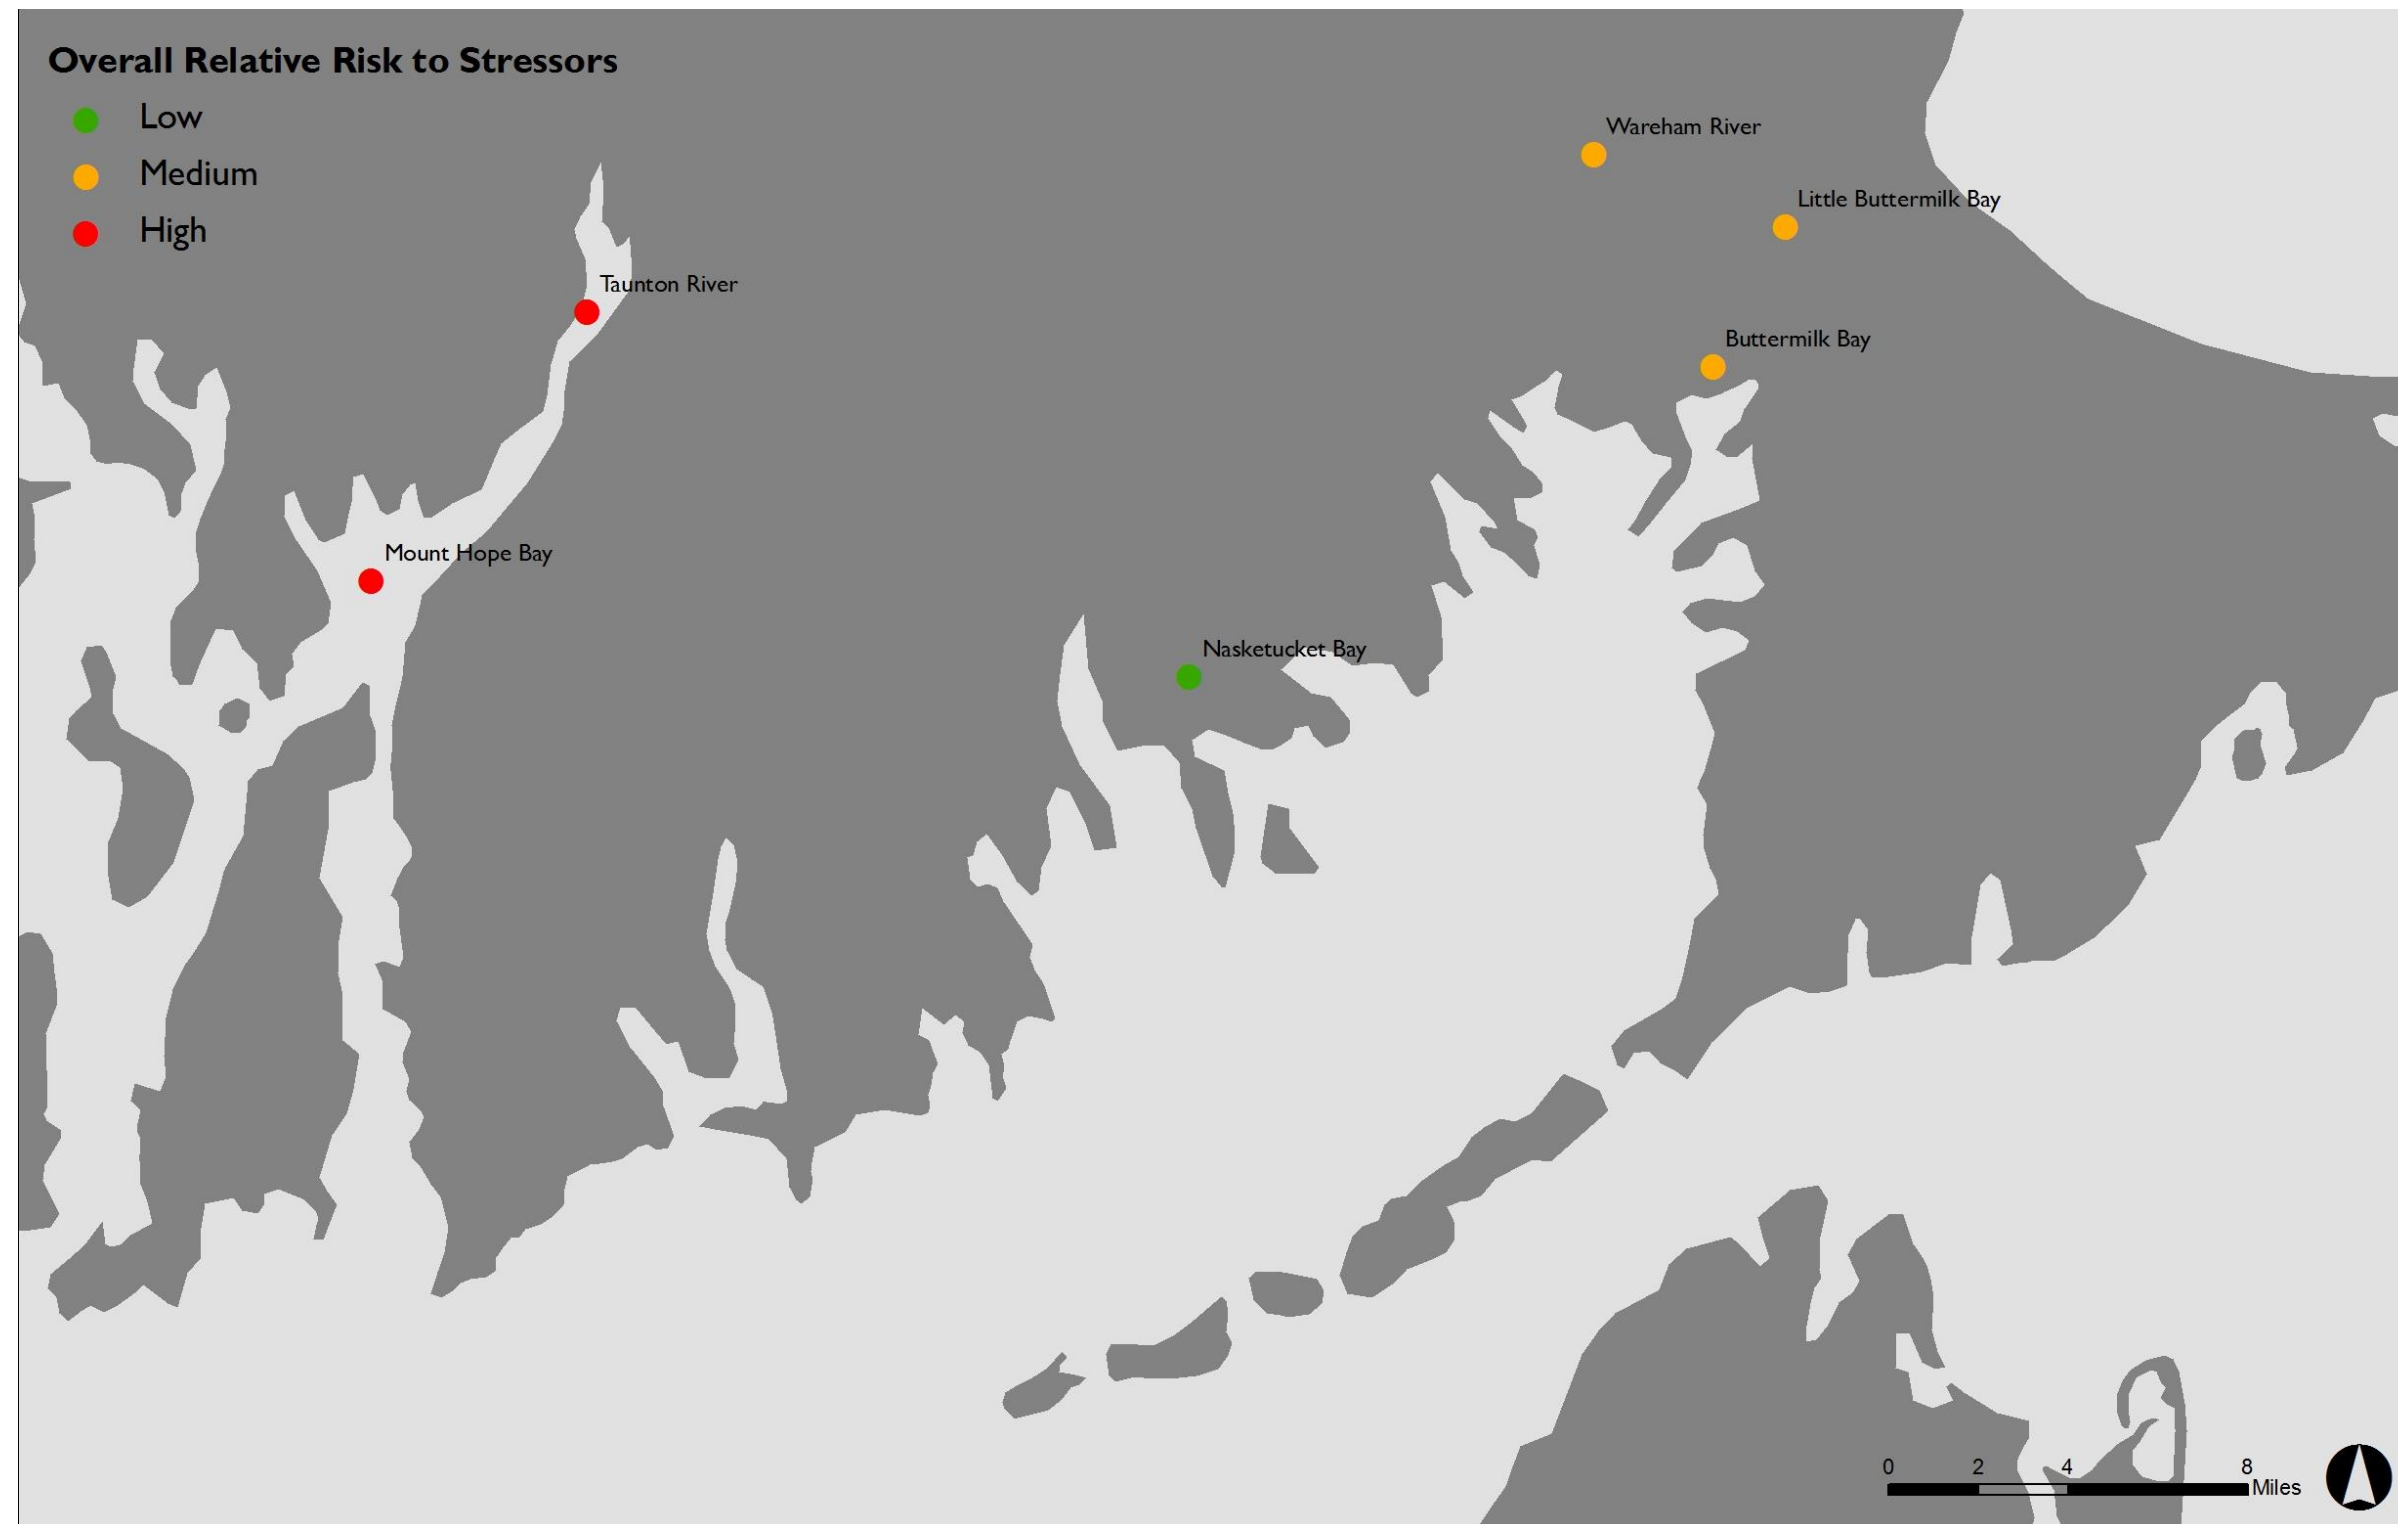 Overall Relative Risk to Stressors
Low
Medium
High
Wareham River
Little Buttermilk Bay
Taunton River
Buttermilk Bay
Mount Hope Bay
Nasketucket Bay
0 2 4 8
Miles